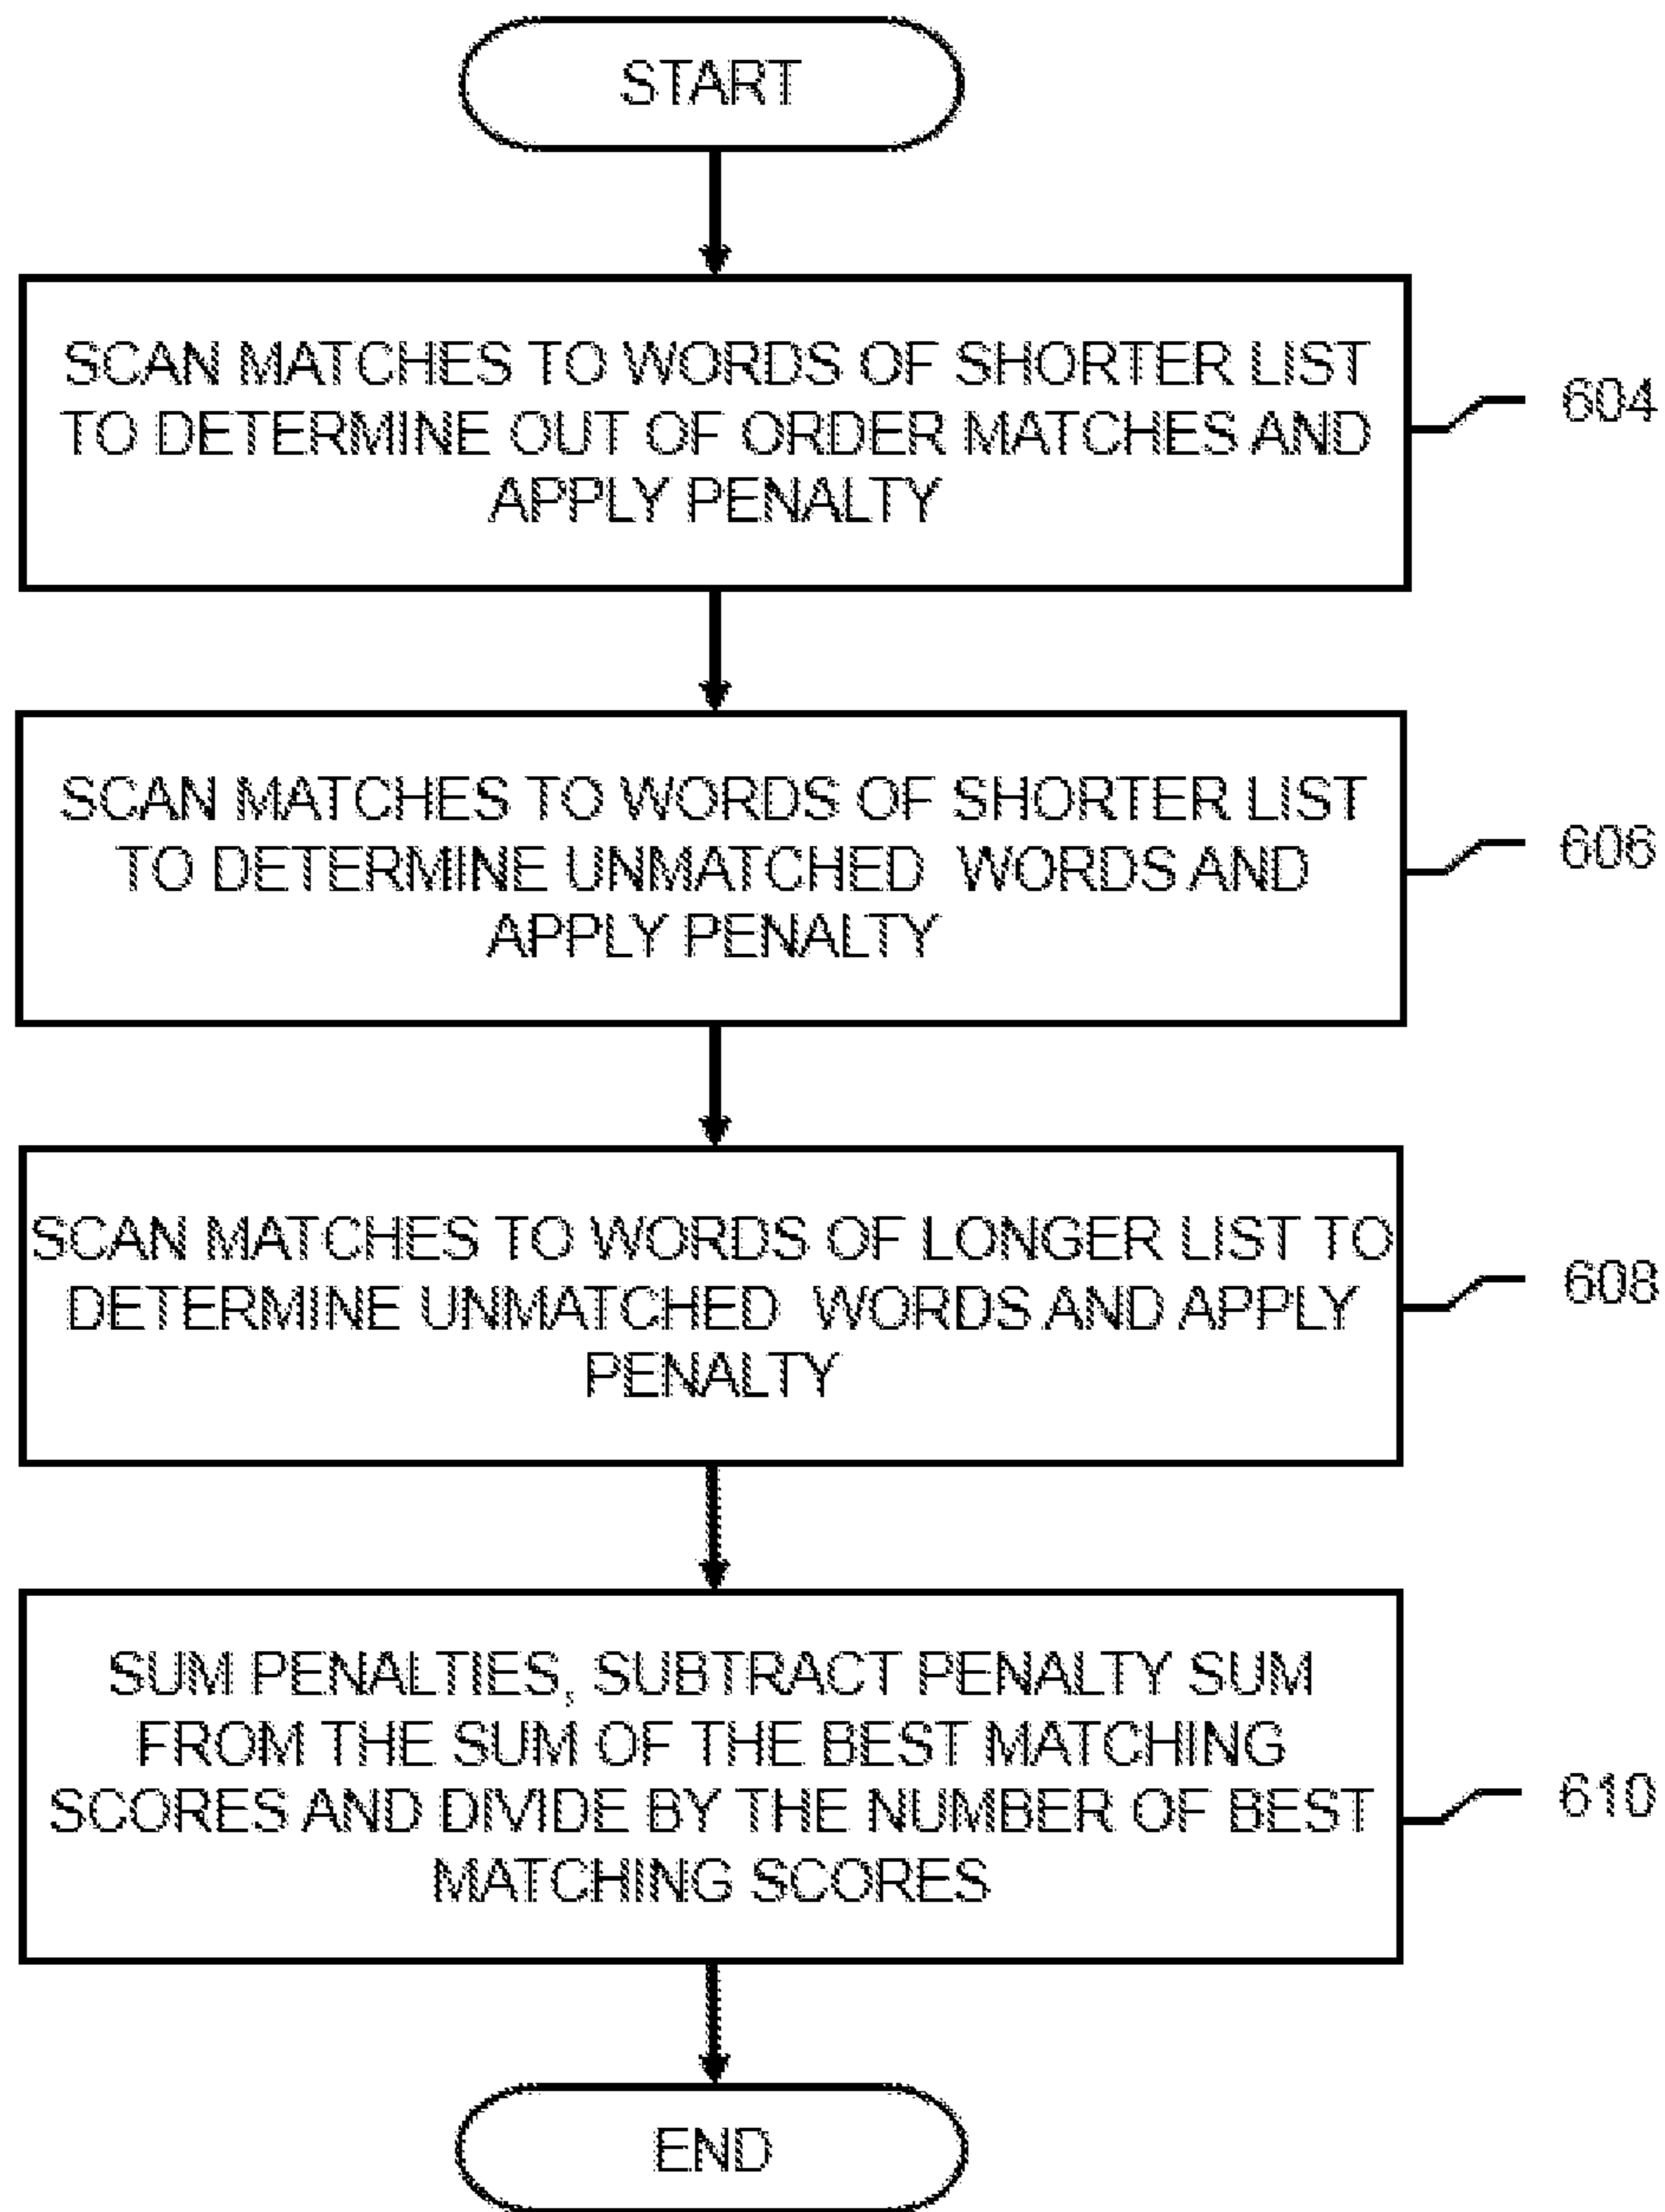 START
SCAN MATCHES TO WORDS OF SHORTER LIST
TO DETERMINE OUT OF ORDER MATCHES AND
APPLY PENALTY
604
SCAN MATCHES TO WORDS OF SHORTER LIST
TO DETERMINE UNMATCHED WORDS AND
APPLY PENALTY
606
SCAN MATCHES TO WORDS OF LONGER LIST TO
DETERMINE UNMATCHED WORDS AND APPLY
PENALTY
608
SUM PENALTIES, SUBTRACT PENALTY SUM
FROM THE SUM OF THE BEST MATCHING
SCORES AND DIVIDE BY THE NUMBER OF BEST
MATCHING SCORES
610
END